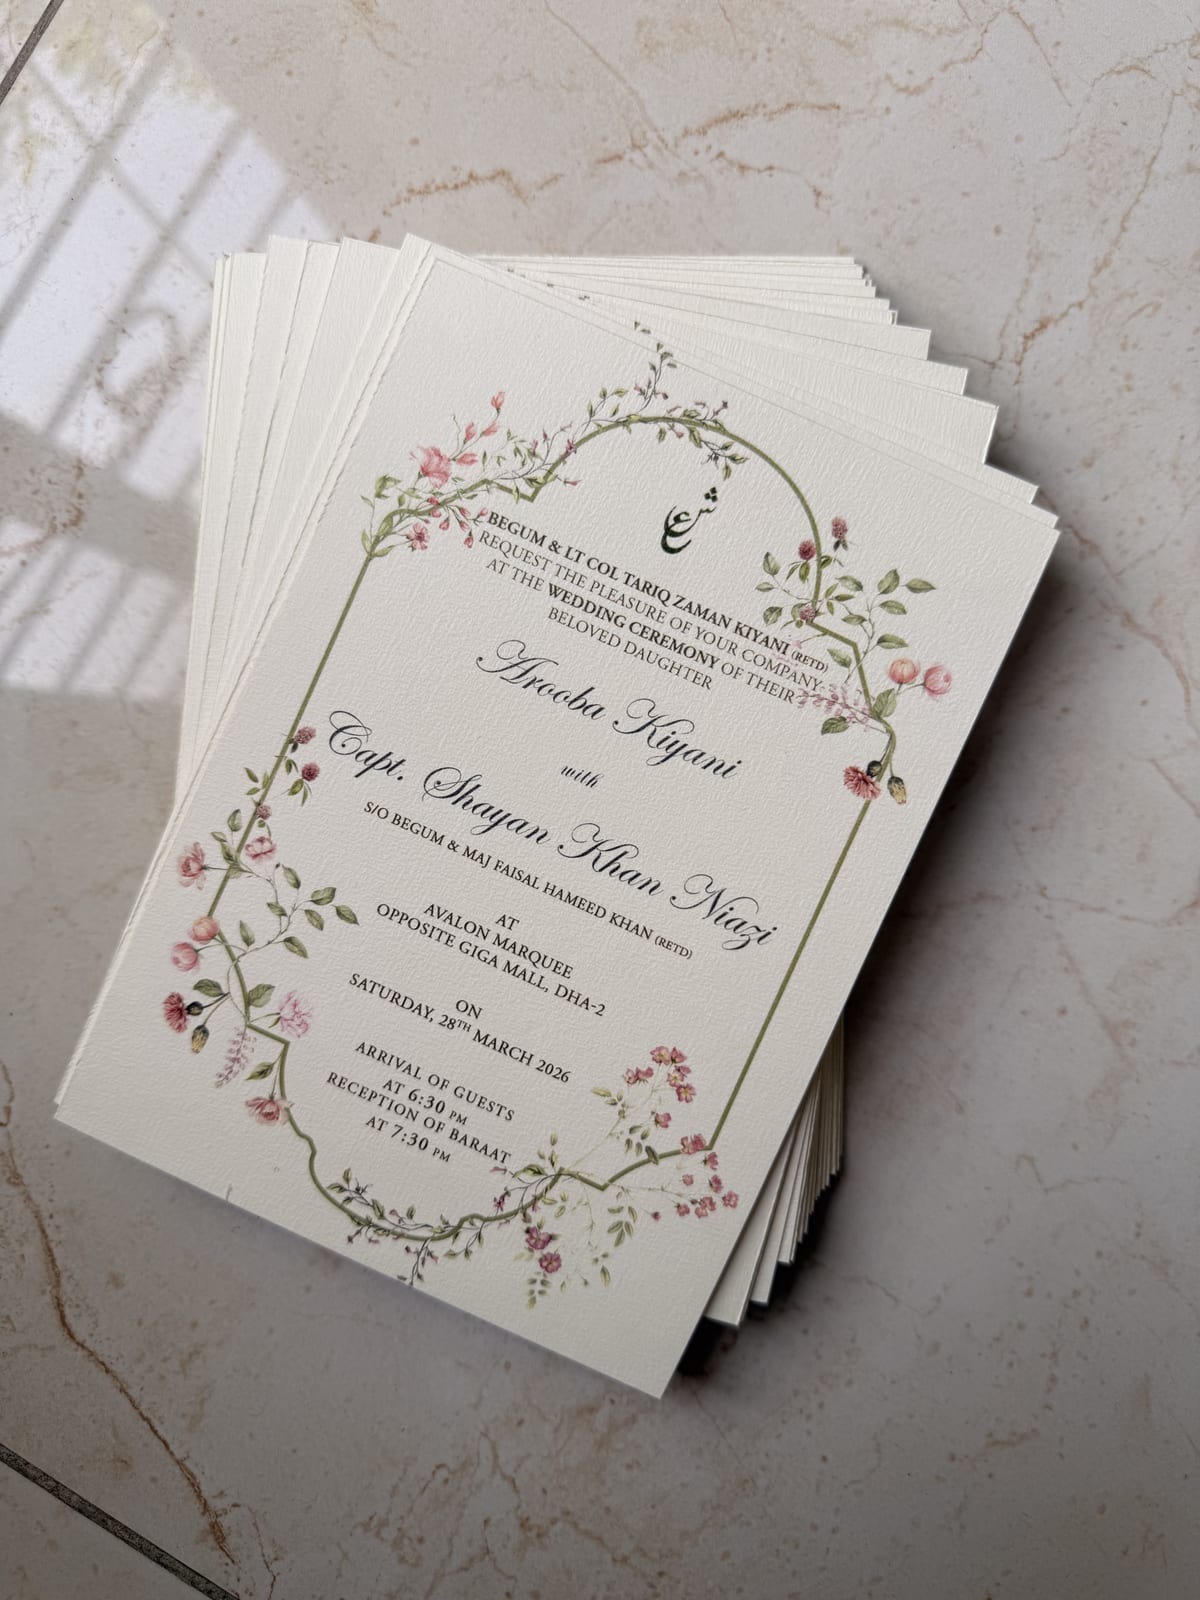 شع
BEGUM & LT COL TARIQ ZAMAN KIYANI (RETD)
REQUEST THE PLEASURE OF YOUR COMPANY
AT THE WEDDING CEREMONY OF THEIR
BELOVED DAUGHTER
Arooba Kiyani
with
Capt. Shayan Khan Niazi
S/O BEGUM & MAJ FAISAL HAMEED KHAN (RETD)
AT
AVALON MARQUEE
OPPOSITE GIGA MALL, DHA-2
ON
SATURDAY, 28TH MARCH 2026
ARRIVAL OF GUESTS
AT 6:30 PM
RECEPTION OF BARAAT
AT 7:30 PM